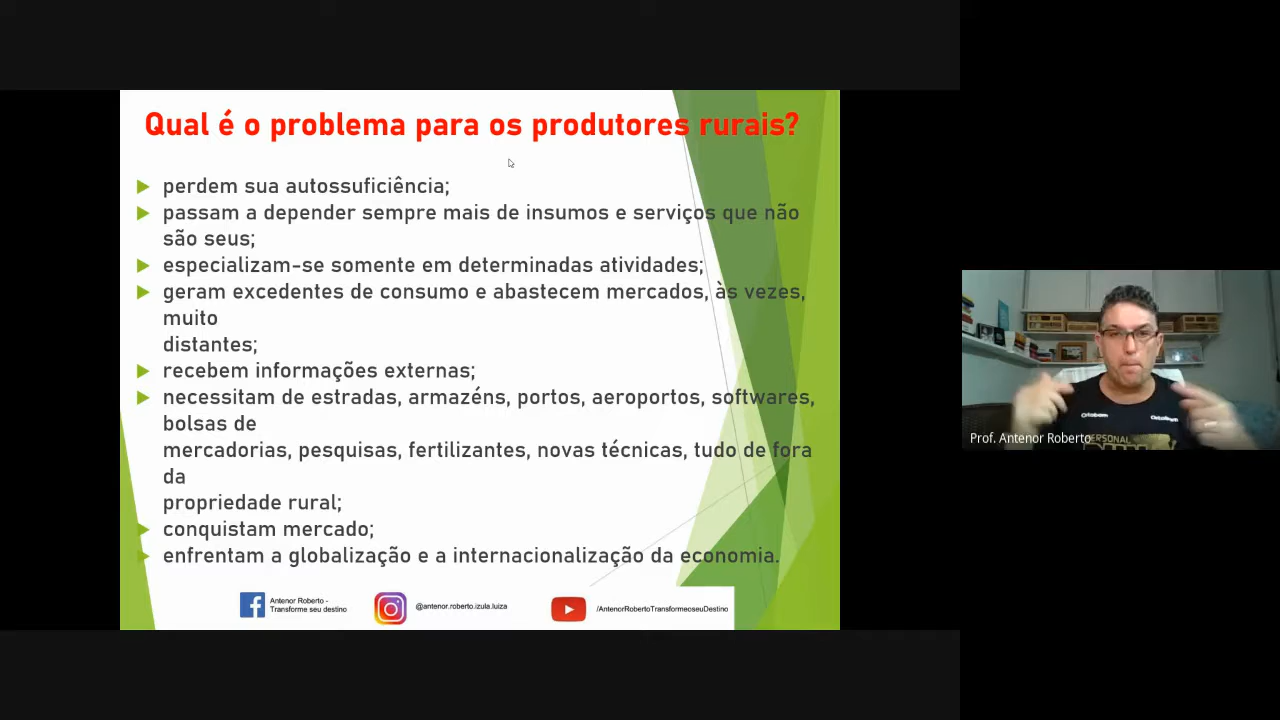 Qual é o problema para os produtores rurais?
perdem sua autossuficiência;
passam a depender sempre mais de insumos e serviços que não
são seus;
especializam-se somente em determinadas atividades;
geram excedentes de consumo e abastecem mercados, às vezes,
muito
distantes;
recebem informações externas;
necessitam de estradas, armazéns, portos, aeroportos, softwares,
bolsas de
mercadorias, pesquisas, fertilizantes, novas técnicas, tudo de fora
da
propriedade rural;
conquistam mercado;
enfrentam a globalização e a internacionalização da economia.
Antenor Roberto -
Transforme seu destino
@antenor.roberto.izula.luiza
/AntenorRobertoTransformeoseuDestino
Prof. Antenor Roberto
PERSONAL